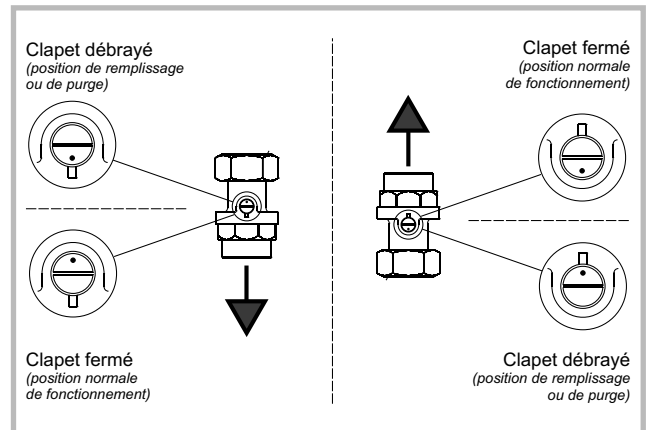 Clapet débrayé
(position de remplissage
ou de purge)
Clapet fermé
(position normale
de fonctionnement)
Clapet fermé
(position normale
de fonctionnement)
Clapet débrayé
(position de remplissage
ou de purge)